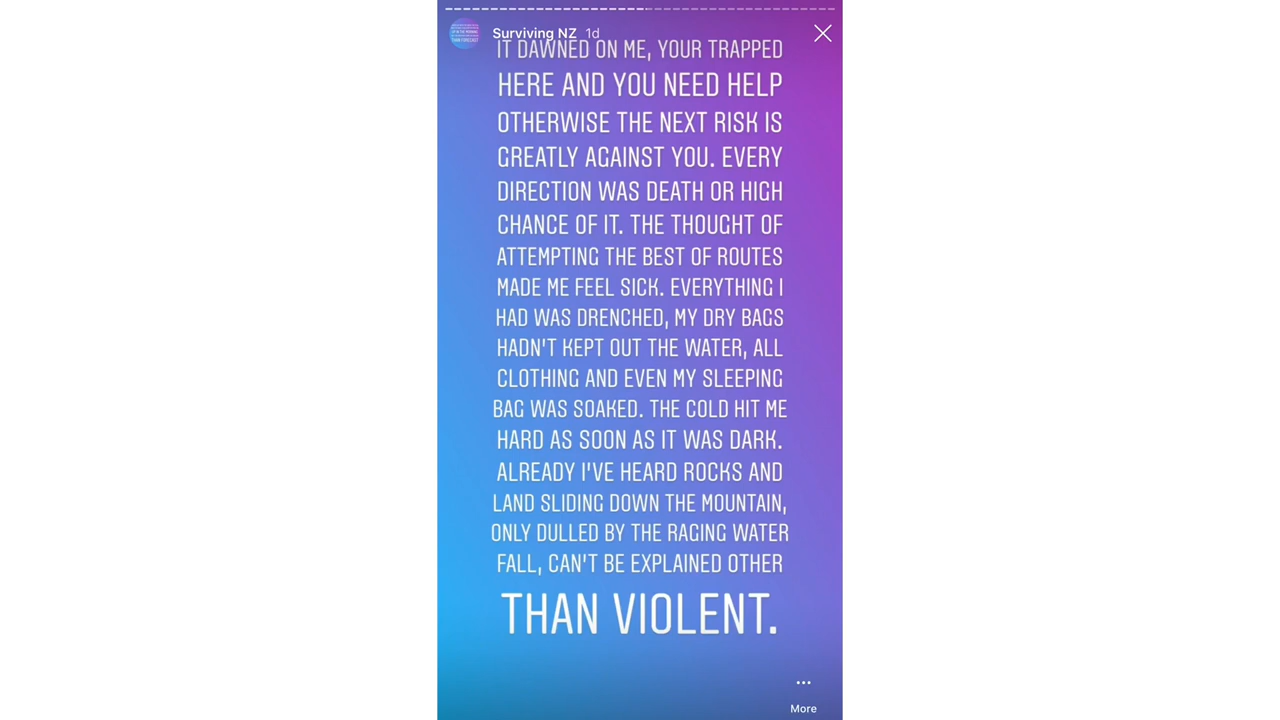 Surviving NZ 1d
IT DAWNED ON ME, YOUR TRAPPED
HERE AND YOU NEED HELP
OTHERWISE THE NEXT RISK IS
GREATLY AGAINST YOU. EVERY
DIRECTION WAS DEATH OR HIGH
CHANCE OF IT. THE THOUGHT OF
ATTEMPTING THE BEST OF ROUTES
MADE ME FEEL SICK. EVERYTHING I
HAD WAS DRENCHED, MY DRY BAGS
HADN'T KEPT OUT THE WATER, ALL
CLOTHING AND EVEN MY SLEEPING
BAG WAS SOAKED. THE COLD HIT ME
HARD AS SOON AS IT WAS DARK.
ALREADY I'VE HEARD ROCKS AND
LAND SLIDING DOWN THE MOUNTAIN,
ONLY DULLED BY THE RAGING WATER
FALL, CAN'T BE EXPLAINED OTHER
THAN VIOLENT.
More